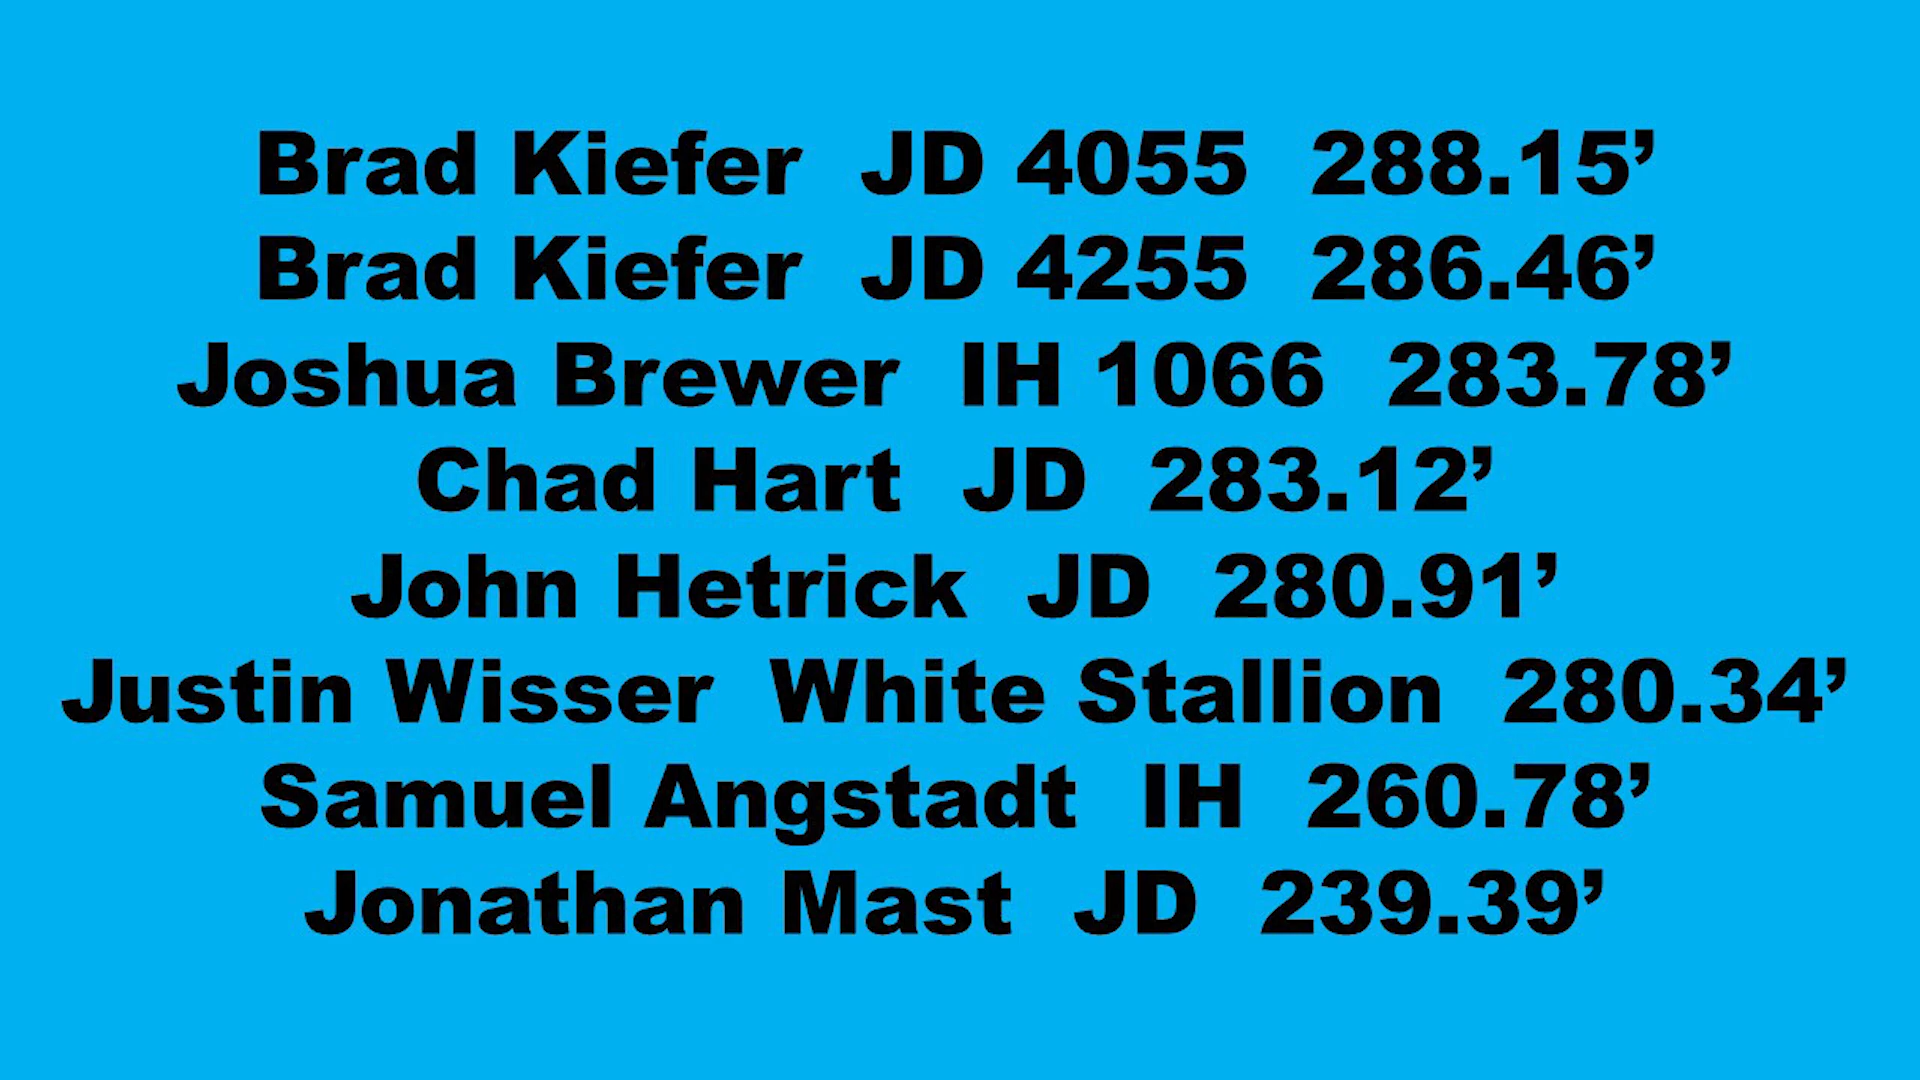 Brad Kiefer  JD 4055  288.15’
Brad Kiefer  JD 4255  286.46’
Joshua Brewer  IH 1066  283.78’
Chad Hart  JD  283.12’
John Hetrick  JD  280.91’
Justin Wisser  White Stallion  280.34’
Samuel Angstadt  IH  260.78’
Jonathan Mast  JD  239.39’